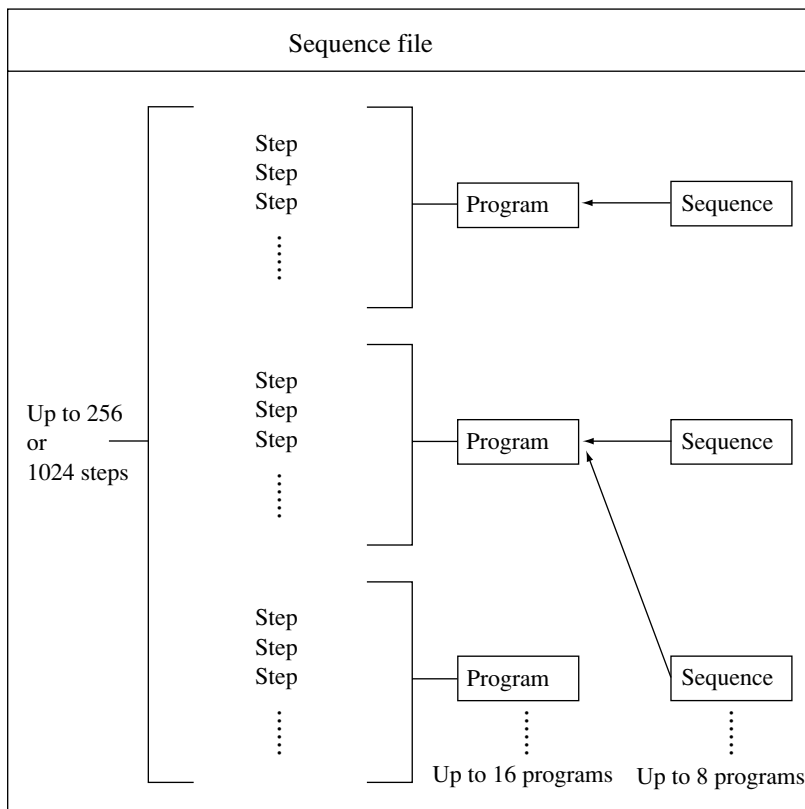 Sequence file
Step
Step
Step
Program
Sequence
Up to 256
or
1024 steps
Step
Step
Step
Program
Sequence
Step
Step
Step
Program
Sequence
Up to 16 programs
Up to 8 programs